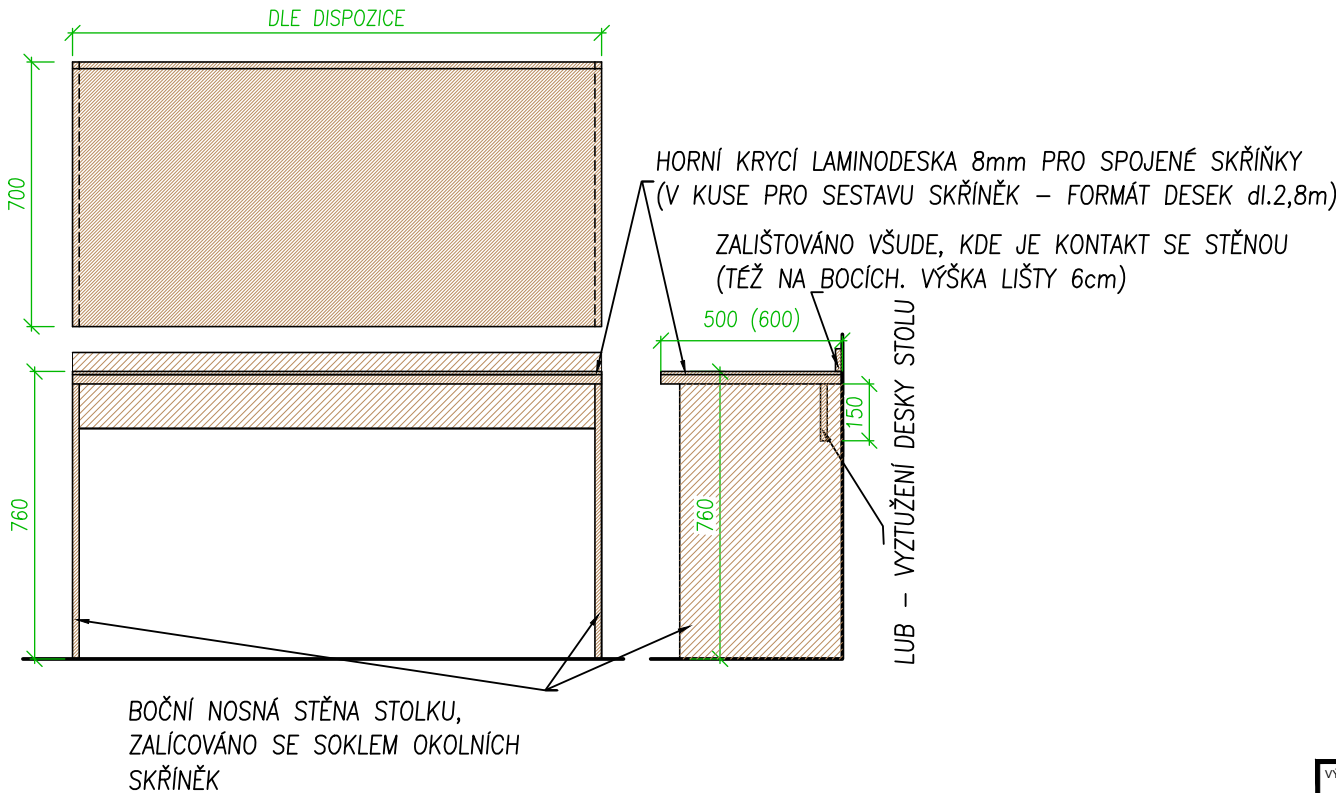 DLE DISPOZICE
700
HORNÍ KRYCÍ LAMINODESKA 8mm PRO SPOJENÉ SKŘÍŇKY
(V KUSE PRO SESTAVU SKŘÍNĚK – FORMÁT DESEK dl.2,8m)
ZALIŠTOVÁNO VŠUDE, KDE JE KONTAKT SE STĚNOU
(TÉŽ NA BOCÍCH. VÝŠKA LIŠTY 6cm)
500 (600)
150
760
760
LUB – VYZTUŽENÍ DESKY STOLU
BOČNÍ NOSNÁ STĚNA STOLKU,
ZALÍCOVÁNO SE SOKLEM OKOLNÍCH
SKŘÍNĚK